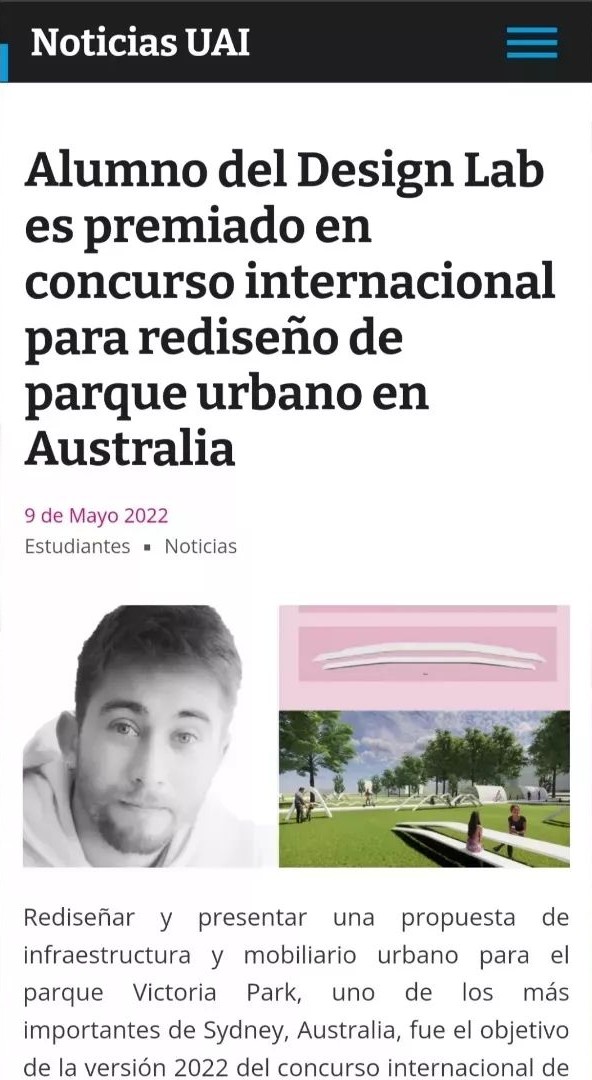 Noticias UAI
Alumno del Design Lab
es premiado en
concurso internacional
para rediseño de
parque urbano en
Australia
9 de Mayo 2022
Estudiantes ▪ Noticias
Rediseñar y presentar una propuesta de
infraestructura y mobiliario urbano para el
parque Victoria Park, uno de los más
importantes de Sydney, Australia, fue el objetivo
de la versión 2022 del concurso internacional de